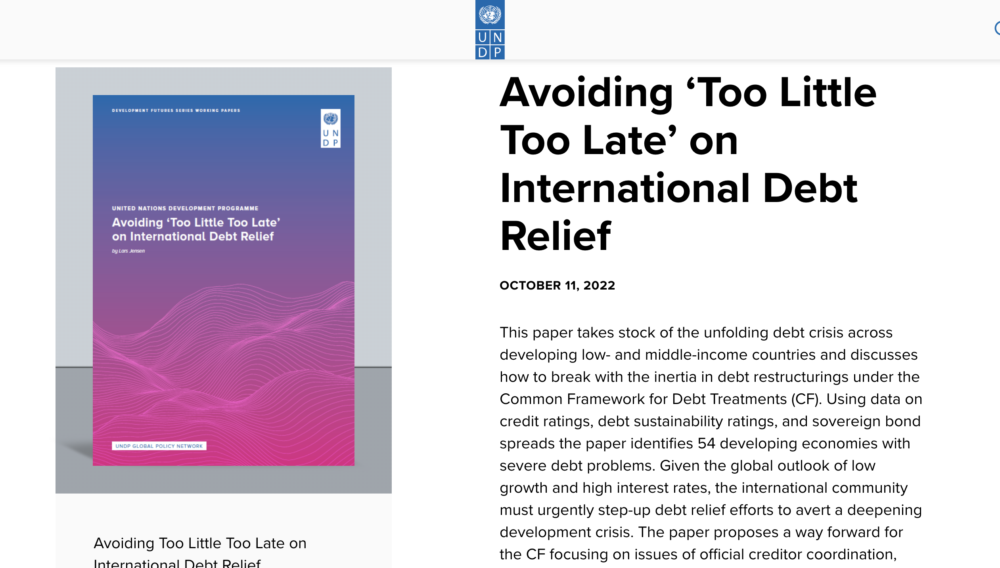 UN
DP
DEVELOPMENT FUTURES SERIES WORKING PAPERS
UN
DP
UNITED NATIONS DEVELOPMENT PROGRAMME
Avoiding ‘Too Little Too Late’
on International Debt Relief
by Lars Jensen
UNDP GLOBAL POLICY NETWORK
Avoiding Too Little Too Late on
International Debt Relief
Avoiding ‘Too Little
Too Late’ on
International Debt
Relief
OCTOBER 11, 2022
This paper takes stock of the unfolding debt crisis across
developing low- and middle-income countries and discusses
how to break with the inertia in debt restructurings under the
Common Framework for Debt Treatments (CF). Using data on
credit ratings, debt sustainability ratings, and sovereign bond
spreads the paper identifies 54 developing economies with
severe debt problems. Given the global outlook of low
growth and high interest rates, the international community
must urgently step-up debt relief efforts to avert a deepening
development crisis. The paper proposes a way forward for
the CF focusing on issues of official creditor coordination,